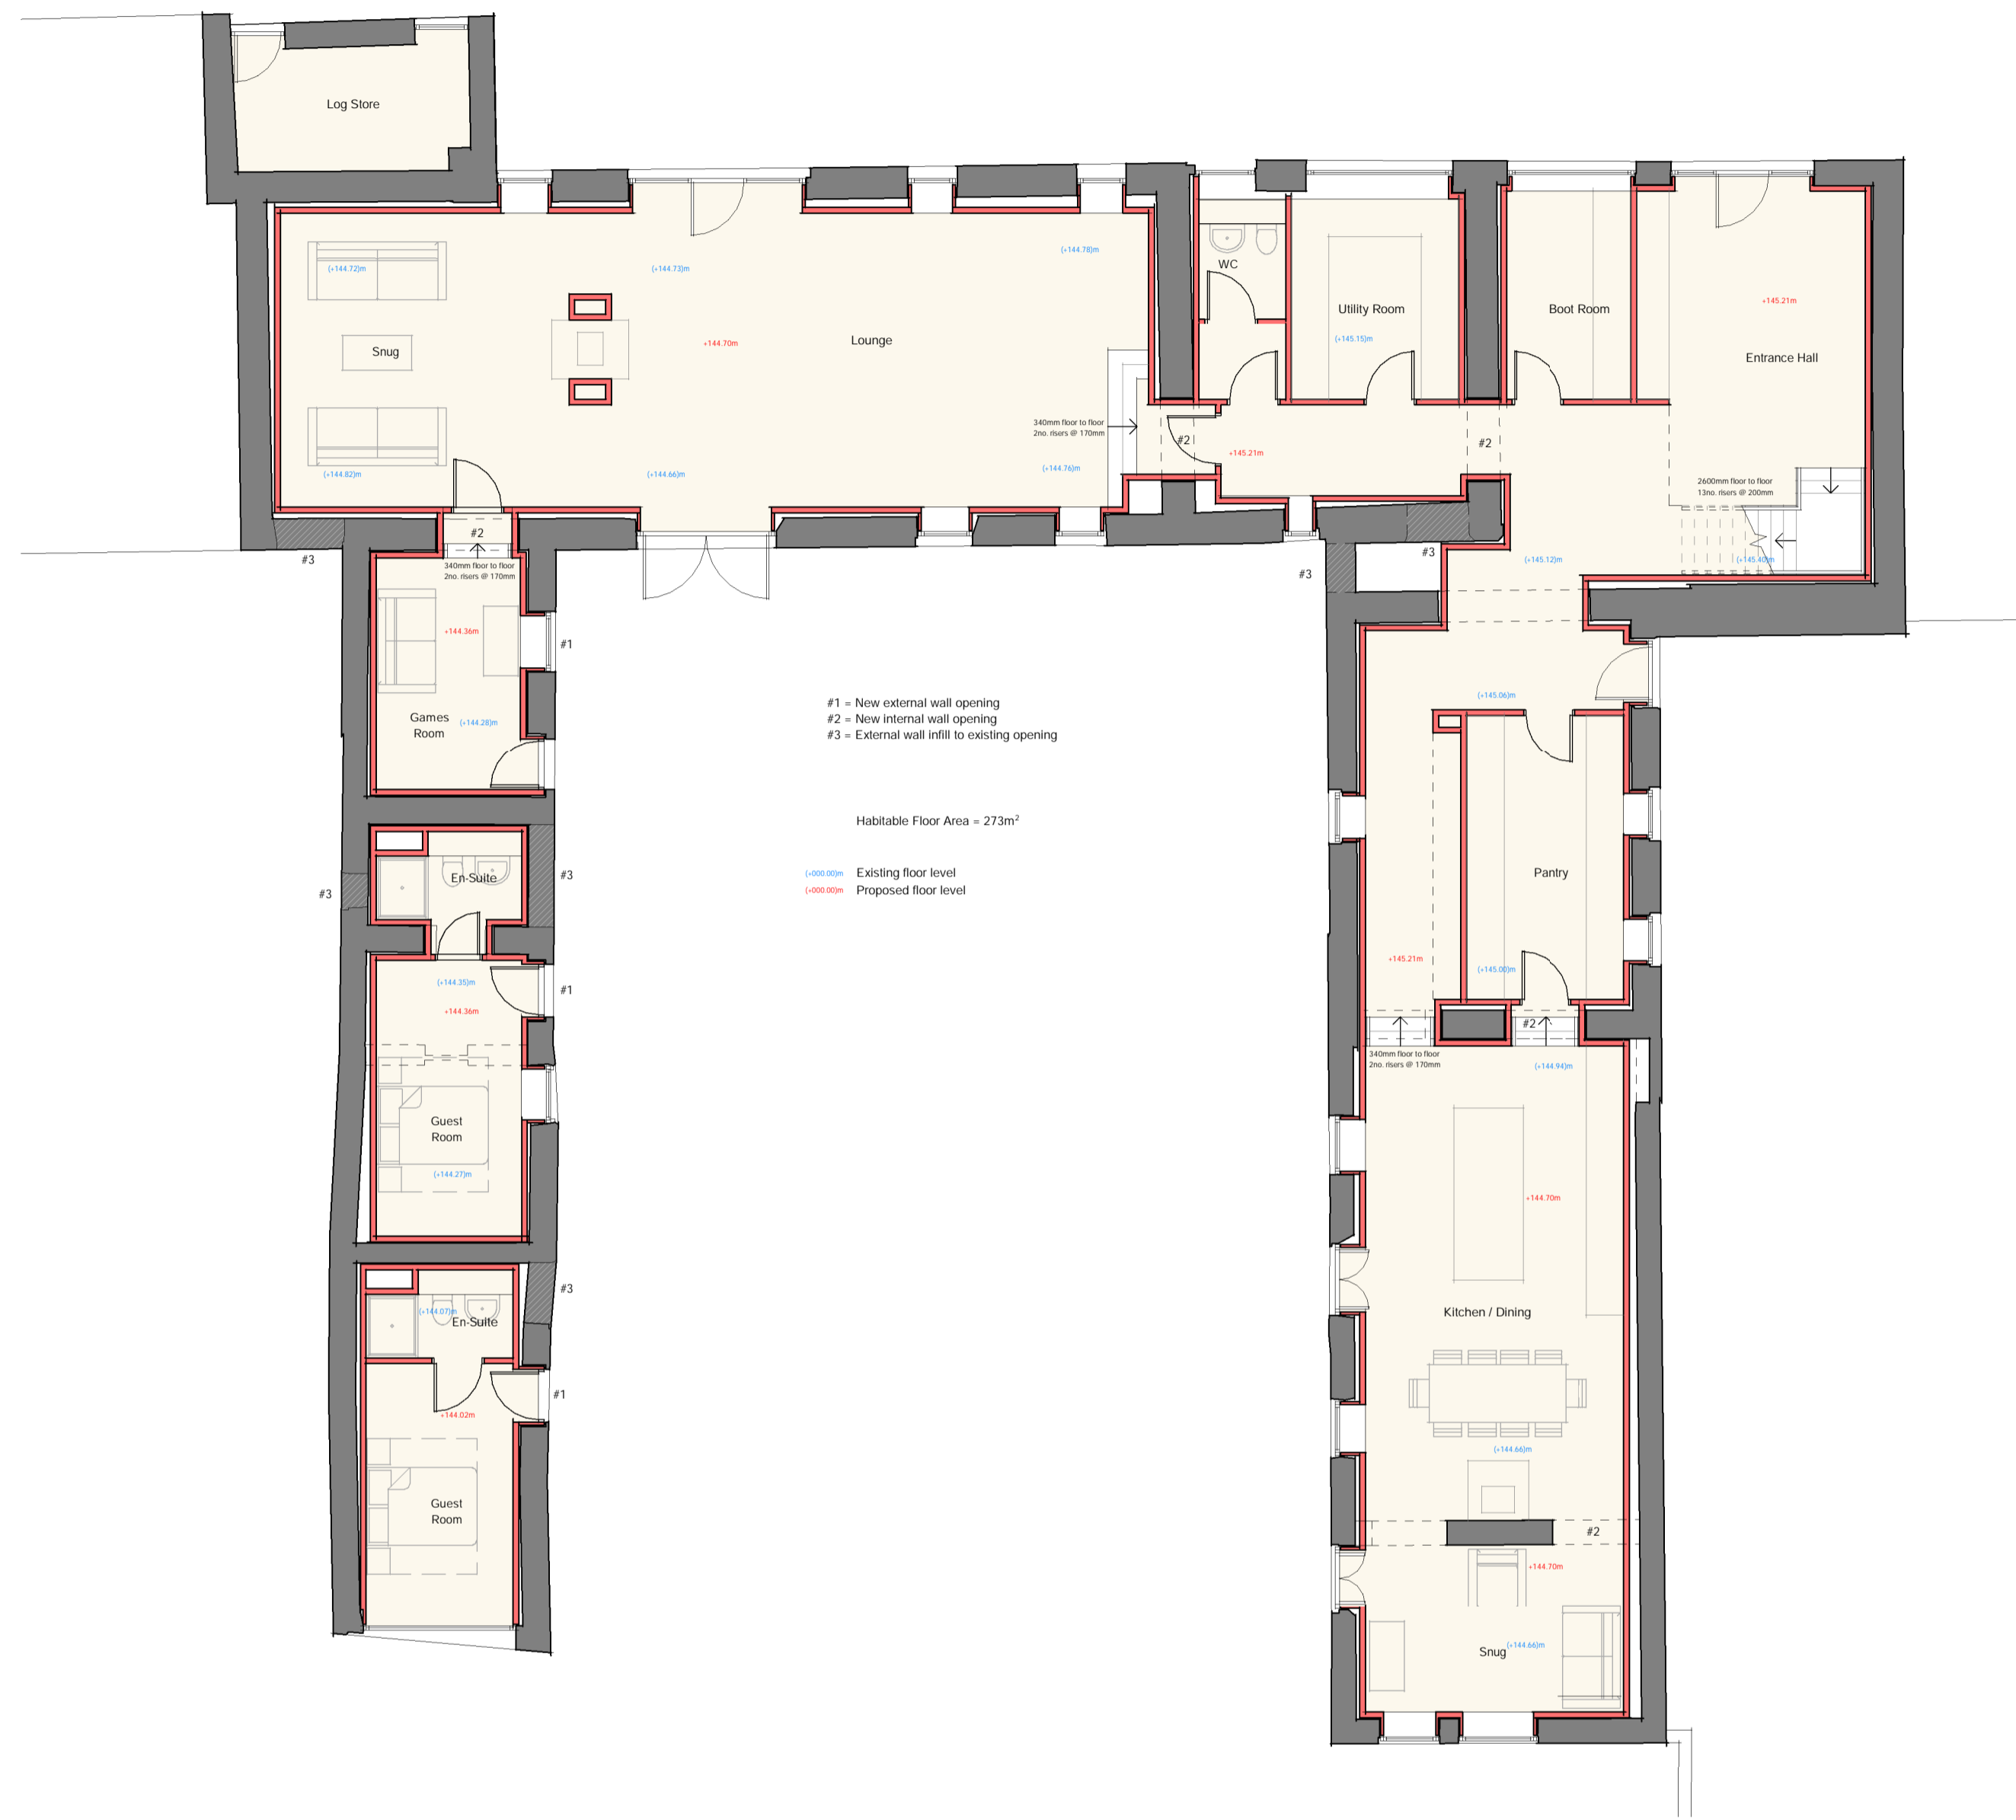 Log Store
(+144.72)m
(+144.73)m
(+144.78)m
WC
Snug
+144.70m
Lounge
Utility Room
(+145.15)m
Boot Room
+145.21m
Entrance Hall
340mm floor to floor
2no. risers @ 170mm
#2
+145.21m
#2
(+144.82)m
(+144.66)m
(+144.76)m
2600mm floor to floor
13no. risers @ 200mm
#2
#3
340mm floor to floor
2no. risers @ 170mm
#3
#3
(+145.12)m
(+145.40)m
+144.36m
#1
Games
Room
(+144.28)m
#1 = New external wall opening
#2 = New internal wall opening
#3 = External wall infill to existing opening
(+145.06)m
Habitable Floor Area = 273m²
(+000.00)m Existing floor level
(+000.00)m Proposed floor level
En-Suite
#3
#3
Pantry
(+144.35)m
+144.36m
#1
+145.21m
(+145.00)m
#2
340mm floor to floor
2no. risers @ 170mm
(+144.94)m
Guest
Room
(+144.27)m
+144.70m
#3
(+144.07)m
En-Suite
Kitchen / Dining
#1
+144.02m
(+144.66)m
Guest
Room
#2
+144.70m
Snug
(+144.66)m